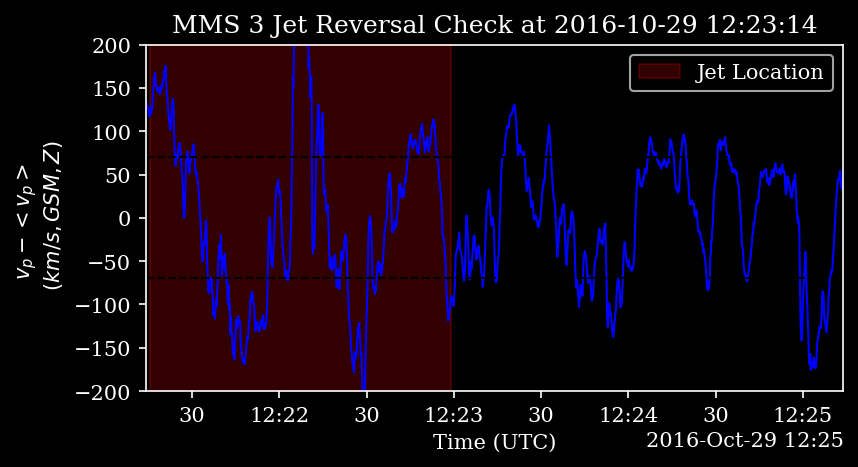 MMS 3 Jet Reversal Check at 2016-10-29 12:23:14
Jet Location
200
150
100
50
0
−50
−100
−150
−200
v_p − < v_p >
(km/s, GSM, Z)
30 12:22 30 12:23 30 12:24 30 12:25
Time (UTC)
2016-Oct-29 12:25